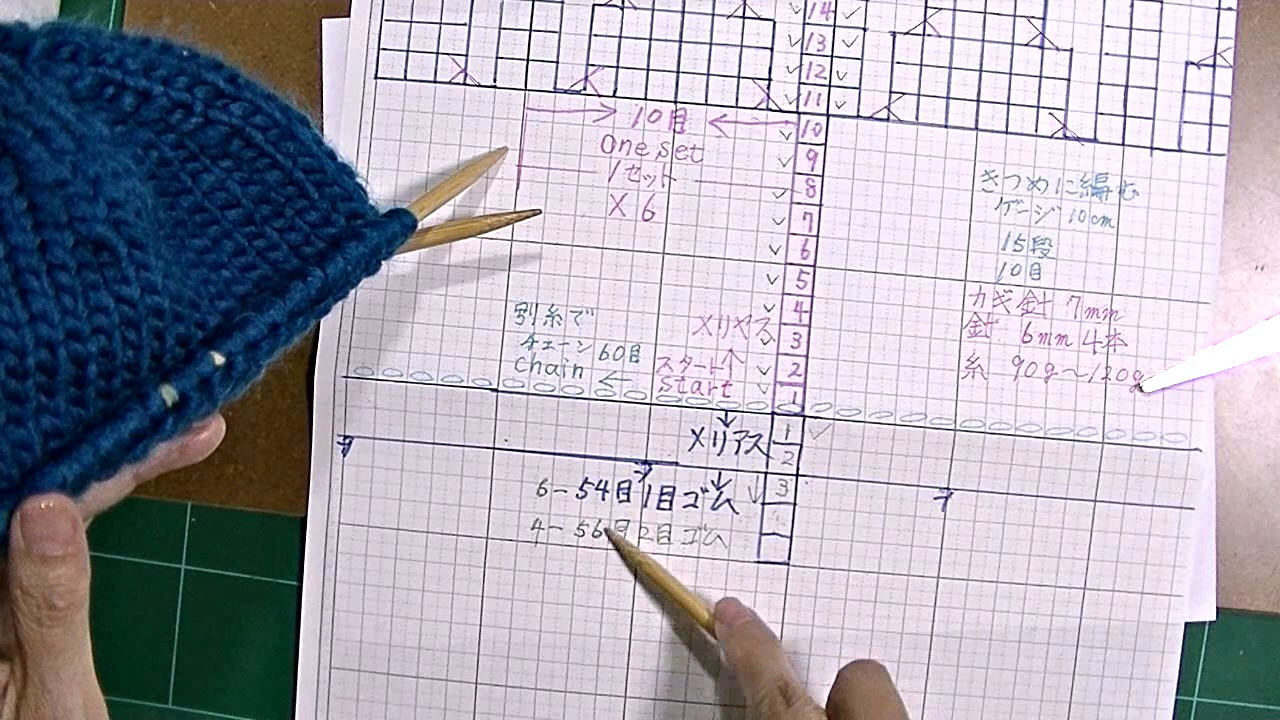 14
13
12
11
10目
10
One set
9
1セット
8
×6
7
6
5
4
3
2
1
きつめに編む
ゲージ 10cm
15段
10目
カギ針 7mm
針 6mm 4本
糸 90g～120g
別糸で
チェーン60目
chain
メリヤス
スタート
start
メリアス
1
2
3
6-54目 1目ゴム
4-56目 2目ゴム